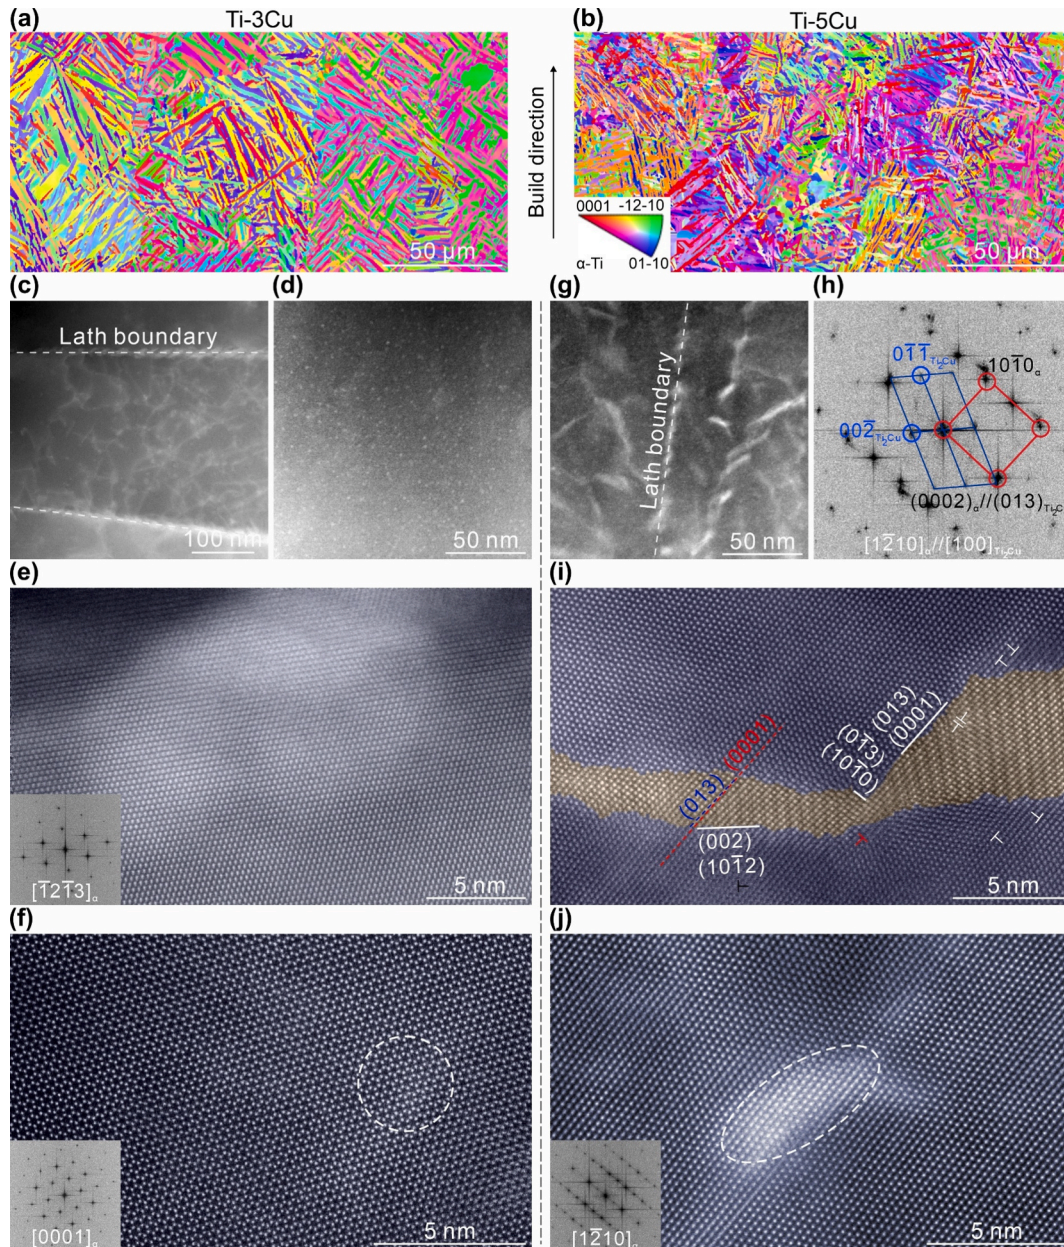 (a) Ti-3Cu
(b) Ti-5Cu
50 μm
Build direction
0001 -12-10
α-Ti 01-10
50 μm
(c)
Lath boundary
100 nm
(d)
50 nm
(g)
Lath boundary
50 nm
(h)
01̅1̅Ti₂Cu
101̅0α
002̅Ti₂Cu
(0002)α//(013)Ti₂C
[12̅10]α//[100]Ti₂Cu
(e)
[1̅21̅3]α
5 nm
(i)
(013) (0001)
(002)
(101̅2)
(01̅3) (013)
(101̅0) (0001)
5 nm
(f)
[0001]α
5 nm
(j)
[12̅10]α
5 nm